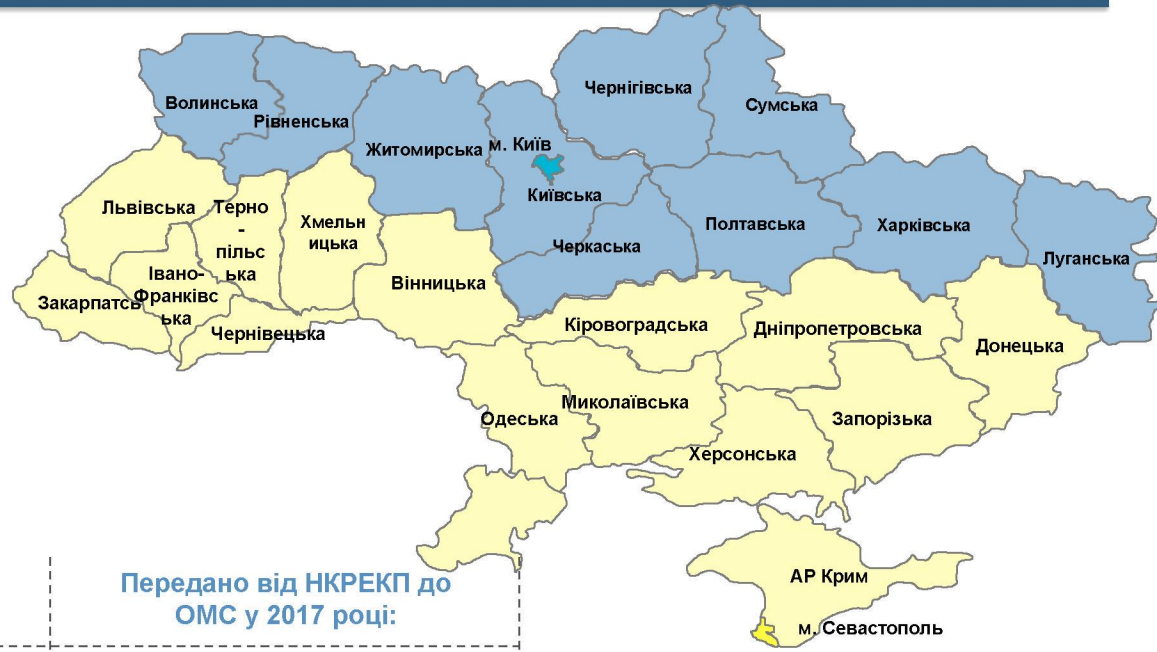 Чернігівська
Сумська
Волинська
Рівненська
Житомирська
м. Київ
Київська
Львівська
Терно
-
пільс
ька
Хмельн
ицька
Черкаська
Полтавська
Харківська
Луганська
Івано-
Франківс
ька
Закарпатсь
Вінницька
Чернівецька
Кіровоградська
Дніпропетровська
Донецька
Одеська
Миколаївська
Запорізька
Херсонська
АР Крим
м. Севастополь
Передано від НКРЕКП до
ОМС у 2017 році: